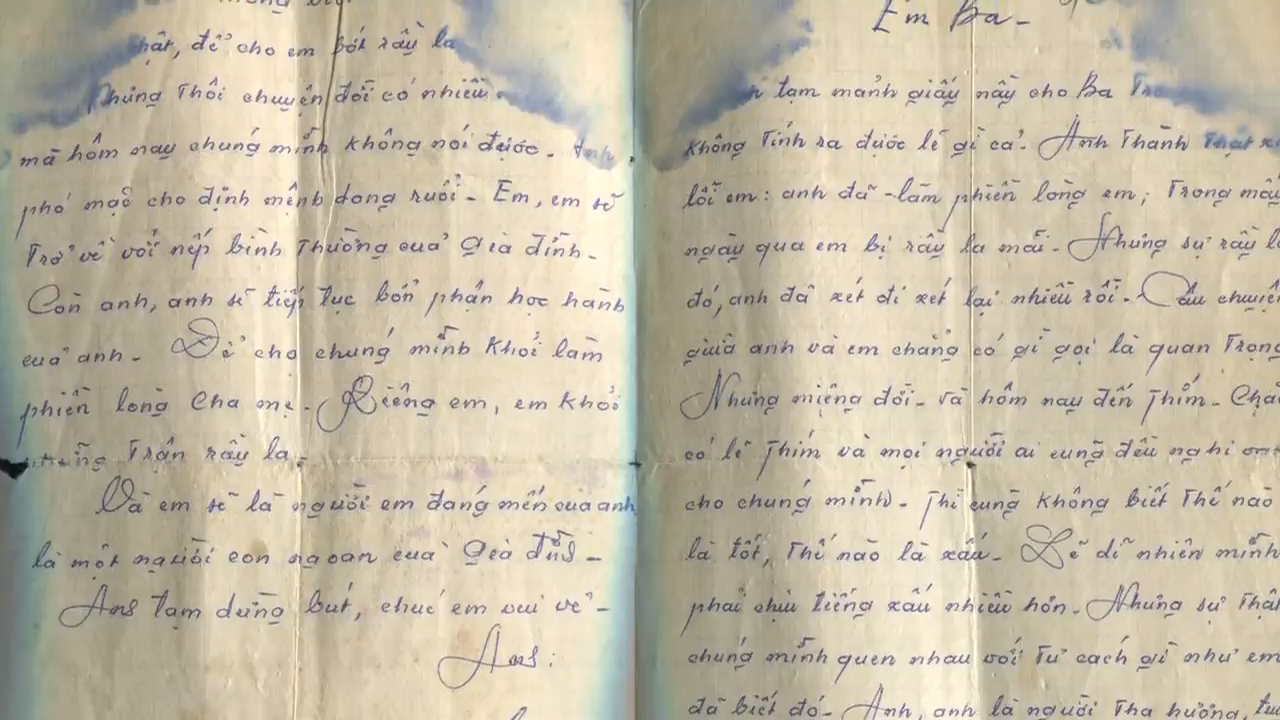 Em Ba -
tạm mảnh giấy nầy cho Ba
không tính ra được lẽ gì cả. Anh Thành Thật
lỗi em: anh đã làm phiền lòng em; Trong mấy
ngày qua em bị rầy la mãi - Nhưng sự rầy la
đó, anh đã xét đi xét lại nhiều rồi - Câu chuyện
giữa anh và em chẳng có gì gọi là quan Trọng
Nhưng miệng đời - và hôm nay đến Thím - Chắc
có lẽ Thím và mọi người ai cũng đều nghi
cho chúng mình - Thì cũng không biết Thế nào
là tốt, Thế nào là xấu - Lẽ dĩ nhiên mình
phải chịu tiếng xấu nhiều hơn - Nhưng sự Thật
chúng mình quen nhau với Tư cách gì như em
đã biết đó - Anh, anh là người Tha hương,
để cho em bớt rầy la
Nhưng Thôi chuyện đời có nhiều
mà hôm nay chúng mình không nói được - Anh
phó mặc cho định mệnh dong ruổi - Em, em sẽ
Trở về với nếp bình Thường của gia đình -
Còn anh, anh sẽ tiếp tục bổn phận học hành
của anh - Để cho chúng mình khỏi làm
phiền lòng cha mẹ - Riêng em, em khỏi
những Trận rầy la.
Và em sẽ là người em đáng mến của anh
là một người con ngoan của gia đình -
Anh tạm dừng bút, chúc em vui vẻ -
Anh: